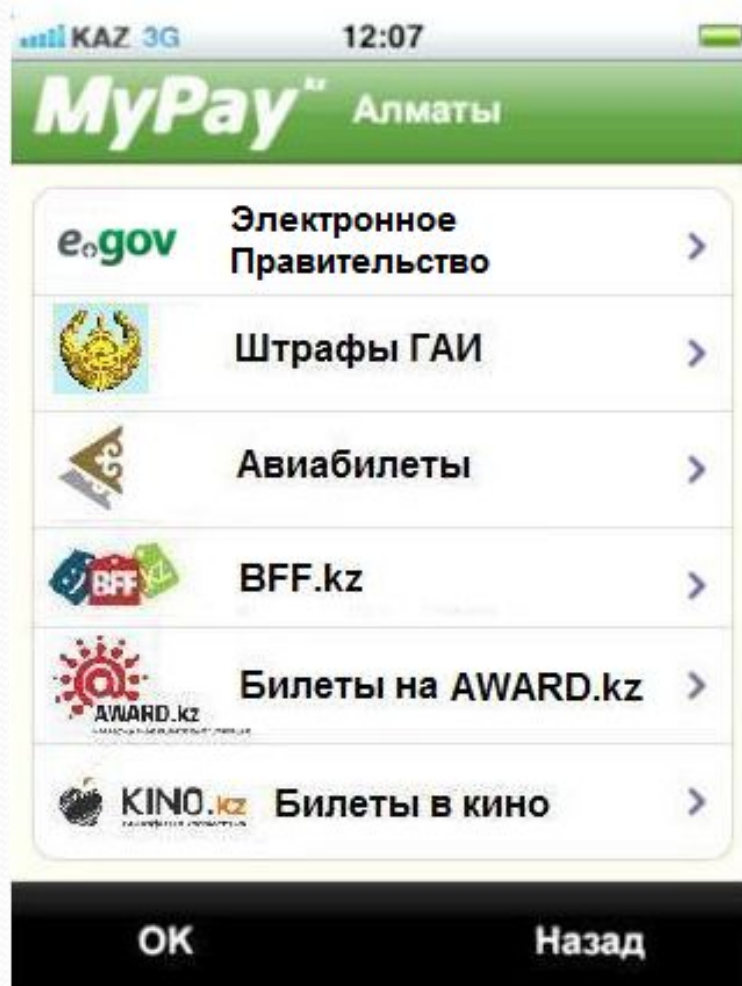 KAZ 3G 12:07
MyPay.kz Алматы
e.gov Электронное
Правительство
Штрафы ГАИ
Авиабилеты
BFF KZ BFF.kz
@ AWARD.kz Билеты на AWARD.kz
KINO.kz Билеты в кино
OK Назад